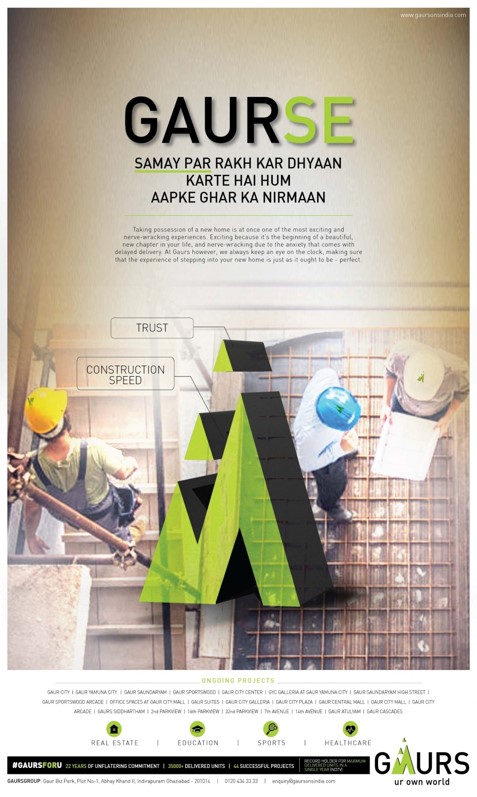 www.gaursonsindia.com
GAURSE
SAMAY PAR RAKH KAR DHYAAN
KARTE HAI HUM
AAPKE GHAR KA NIRMAAN
Taking possession of a new home is at once one of the most exciting and
nerve-wracking experiences. Exciting because it's the beginning of a beautiful,
new chapter in your life, and nerve-wracking due to the anxiety that comes with
delayed delivery. At Gaurs however, we always keep an eye on the clock, making sure
that the experience of stepping into your new home is just as it ought to be - perfect.
TRUST
CONSTRUCTION
SPEED
ONGOING PROJECTS
GAUR CITY | GAUR YAMUNA CITY | GAUR SAUNDARYAM | GAUR SPORTSWOOD | GAUR CITY CENTER | GYC GALLERIA AT GAUR YAMUNA CITY | GAUR SAUNDARYAM HIGH STREET |
GAUR SPORTSWOOD ARCADE | OFFICE SPACES AT GAUR CITY MALL | GAUR SUITES | GAUR CITY GALLERIA | GAUR CITY PLAZA | GAUR CENTRAL MALL | GAUR CITY MALL | GAUR CITY
ARCADE | GAURS SIDDHARTHAM | 2nd PARKVIEW | 16th PARKVIEW | 32nd PARKVIEW | 7th AVENUE | 14th AVENUE | GAUR ATULYAM | GAUR CASCADES
REAL ESTATE | EDUCATION | SPORTS | HEALTHCARE
#GAURSFORU 22 YEARS OF UNFLATERING COMMITMENT | 35000+ DELIVERED UNITS | 44 SUCCESSFUL PROJECTS
RECORD-HOLDER FOR MAXIMUM
DELIVERED UNITS IN A
SINGLE YEAR
GAURS
ur own world
GAURSGROUP Gaur Biz Park, Plot No-1, Abhay Khand II, Indirapuram Ghaziabad - 201014 | 0120 434 33 33 | enquiry@gaursonsindia.com